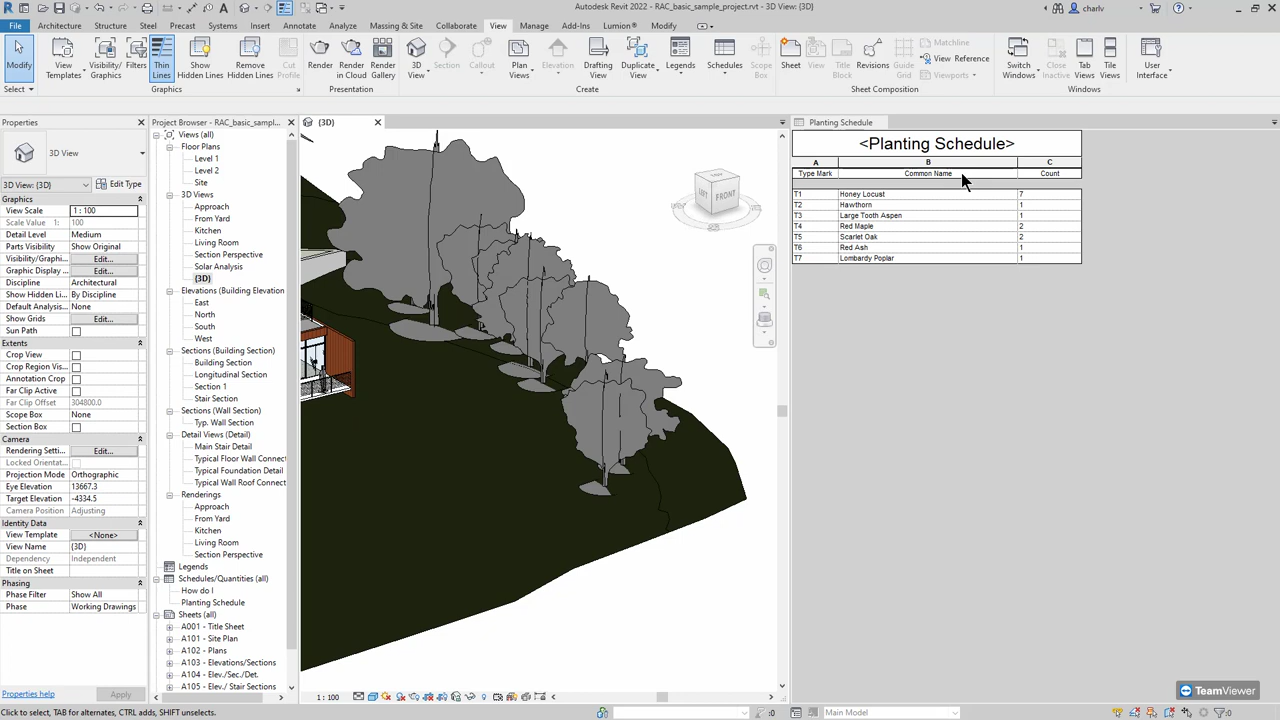 Autodesk Revit 2022 - RAC_basic_sample_project.rvt - 3D View: {3D}
charlv
File Architecture Structure Steel Precast Systems Insert Annotate Analyze Massing & Site Collaborate View Manage Add-Ins Lumion® Modify
Modify
View Templates
Visibility/ Graphics
Filters
Thin Lines
Show Hidden Lines
Remove Hidden Lines
Cut Profile
Render
Render in Cloud
Render Gallery
3D View
Section
Callout
Plan Views
Elevation
Drafting View
Duplicate View
Legends
Schedules
Scope Box
Sheet
View
Title Block
Revisions
Guide Grid
Matchline
View Reference
Viewports
Switch Windows
Close Inactive
Tab Views
Tile Views
User Interface
Select
Graphics
Presentation
Create
Sheet Composition
Windows
Properties
3D View
3D View: {3D} Edit Type
Graphics
View Scale 1 : 100
Scale Value 1: 100
Detail Level Medium
Parts Visibility Show Original
Visibility/Graphi... Edit...
Graphic Display ... Edit...
Discipline Architectural
Show Hidden Li... By Discipline
Default Analysis... None
Show Grids Edit...
Sun Path
Extents
Crop View
Crop Region Vis...
Annotation Crop
Far Clip Active
Far Clip Offset 304800.0
Scope Box None
Section Box
Camera
Rendering Setti... Edit...
Locked Orientat...
Projection Mode Orthographic
Eye Elevation 13667.3
Target Elevation -4334.5
Camera Position Adjusting
Identity Data
View Template <None>
View Name {3D}
Dependency Independent
Title on Sheet
Phasing
Phase Filter Show All
Phase Working Drawings
Properties help Apply
Project Browser - RAC_basic_sampl...
Views (all)
Floor Plans
Level 1
Level 2
Site
3D Views
Approach
From Yard
Kitchen
Living Room
Section Perspective
Solar Analysis
{3D}
Elevations (Building Elevation
East
North
South
West
Sections (Building Section)
Building Section
Longitudinal Section
Section 1
Stair Section
Sections (Wall Section)
Typ. Wall Section
Detail Views (Detail)
Main Stair Detail
Typical Floor Wall Connect
Typical Foundation Detail
Typical Wall Roof Connect
Renderings
Approach
From Yard
Kitchen
Living Room
Section Perspective
Legends
Schedules/Quantities (all)
How do I
Planting Schedule
Sheets (all)
A001 - Title Sheet
A101 - Site Plan
A102 - Plans
A103 - Elevations/Sections
A104 - Elev./Sec./Det.
A105 - Elev./ Stair Sections
{3D}
LEFT FRONT
1 : 100
Planting Schedule
<Planting Schedule>
A B C
Type Mark Common Name Count
T1 Honey Locust 7
T2 Hawthorn 1
T3 Large Tooth Aspen 1
T4 Red Maple 2
T5 Scarlet Oak 2
T6 Red Ash 1
T7 Lombardy Poplar 1
TeamViewer
Click to select, TAB for alternates, CTRL adds, SHIFT unselects.
:0
Main Model
:0